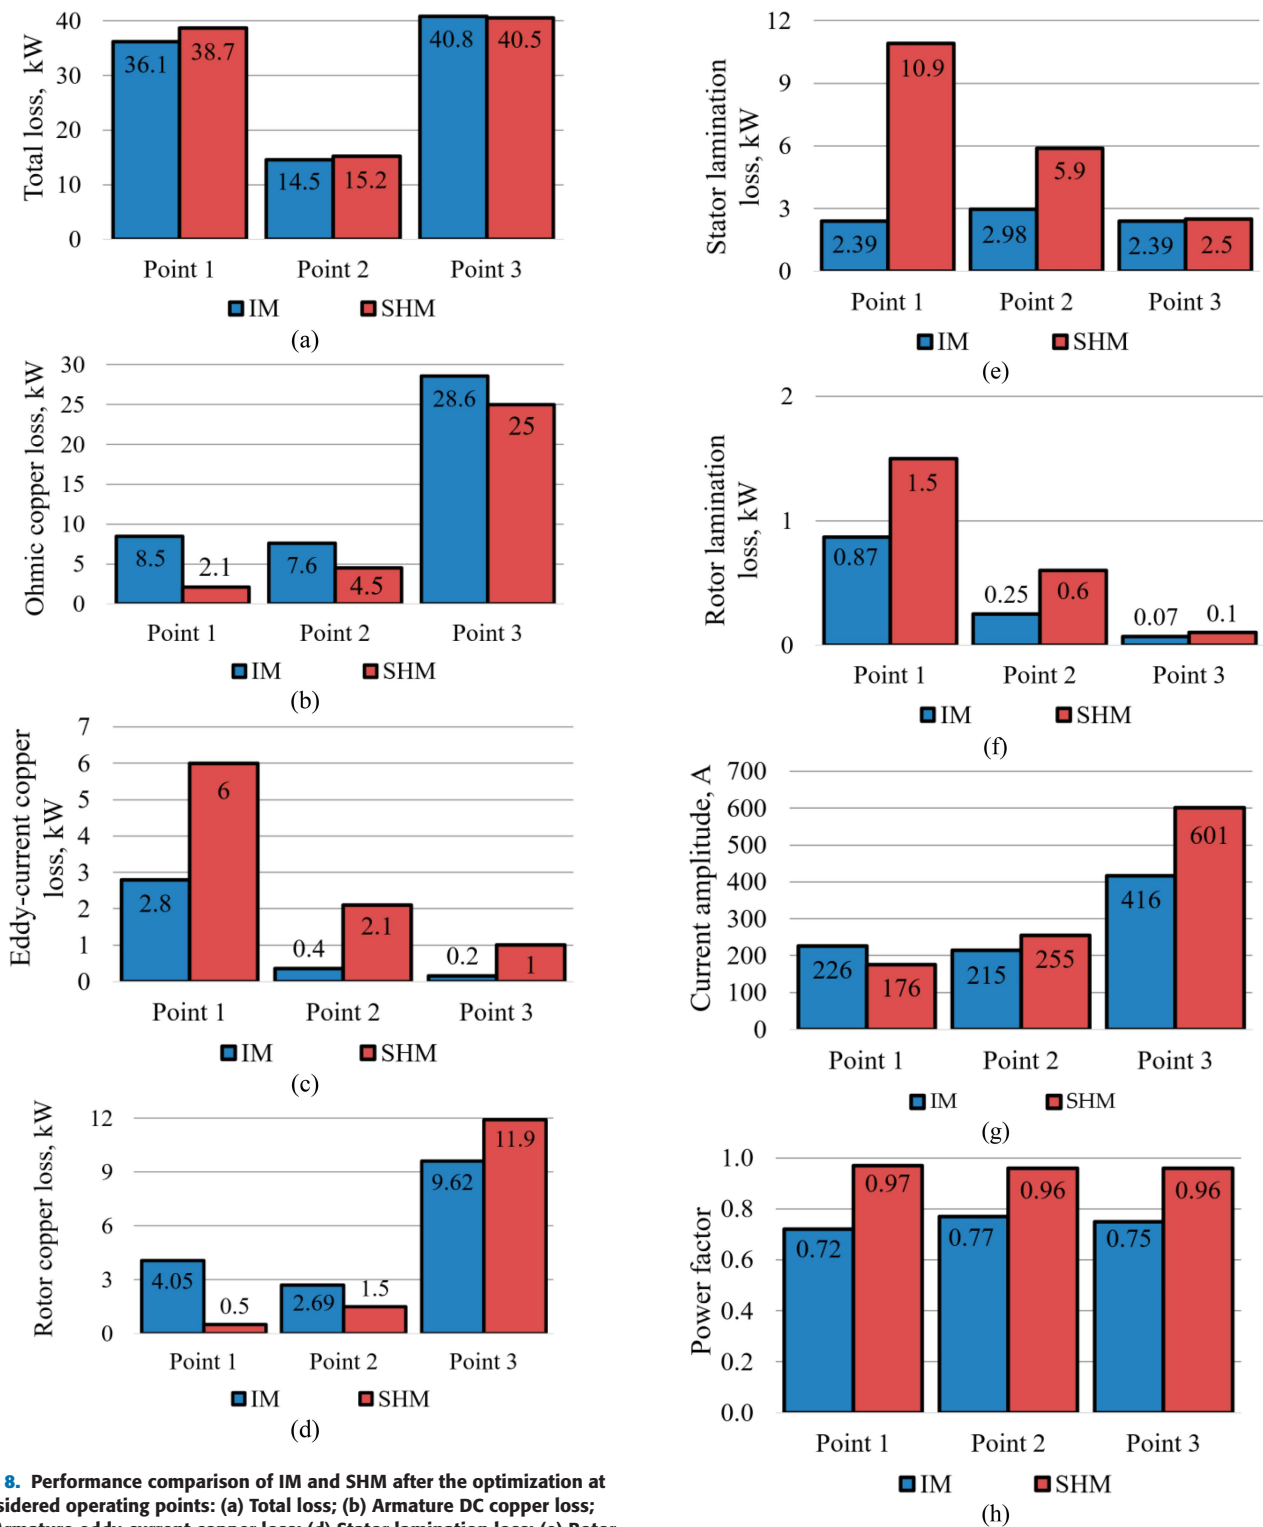 40
30
20
10
0
Total loss, kW
36.1
38.7
14.5
15.2
40.8
40.5
Point 1
Point 2
Point 3
IM
SHM
(a)
30
25
20
15
10
5
0
Ohmic copper loss, kW
8.5
2.1
7.6
4.5
28.6
25
Point 1
Point 2
Point 3
IM
SHM
(b)
7
6
5
4
3
2
1
0
Eddy-current copper
loss, kW
2.8
6
0.4
2.1
0.2
1
Point 1
Point 2
Point 3
IM
SHM
(c)
12
9
6
3
0
Rotor copper loss, kW
4.05
0.5
2.69
1.5
9.62
11.9
Point 1
Point 2
Point 3
IM
SHM
(d)
8. Performance comparison of IM and SHM after the optimization at
sidered operating points: (a) Total loss; (b) Armature DC copper loss;
12
9
6
3
0
Stator lamination
loss, kW
2.39
10.9
2.98
5.9
2.39
2.5
Point 1
Point 2
Point 3
IM
SHM
(e)
2
1
0
Rotor lamination
loss, kW
0.87
1.5
0.25
0.6
0.07
0.1
Point 1
Point 2
Point 3
IM
SHM
(f)
700
600
500
400
300
200
100
0
Current amplitude, A
226
176
215
255
416
601
Point 1
Point 2
Point 3
IM
SHM
(g)
1.0
0.8
0.6
0.4
0.2
0.0
Power factor
0.72
0.97
0.77
0.96
0.75
0.96
Point 1
Point 2
Point 3
IM
SHM
(h)